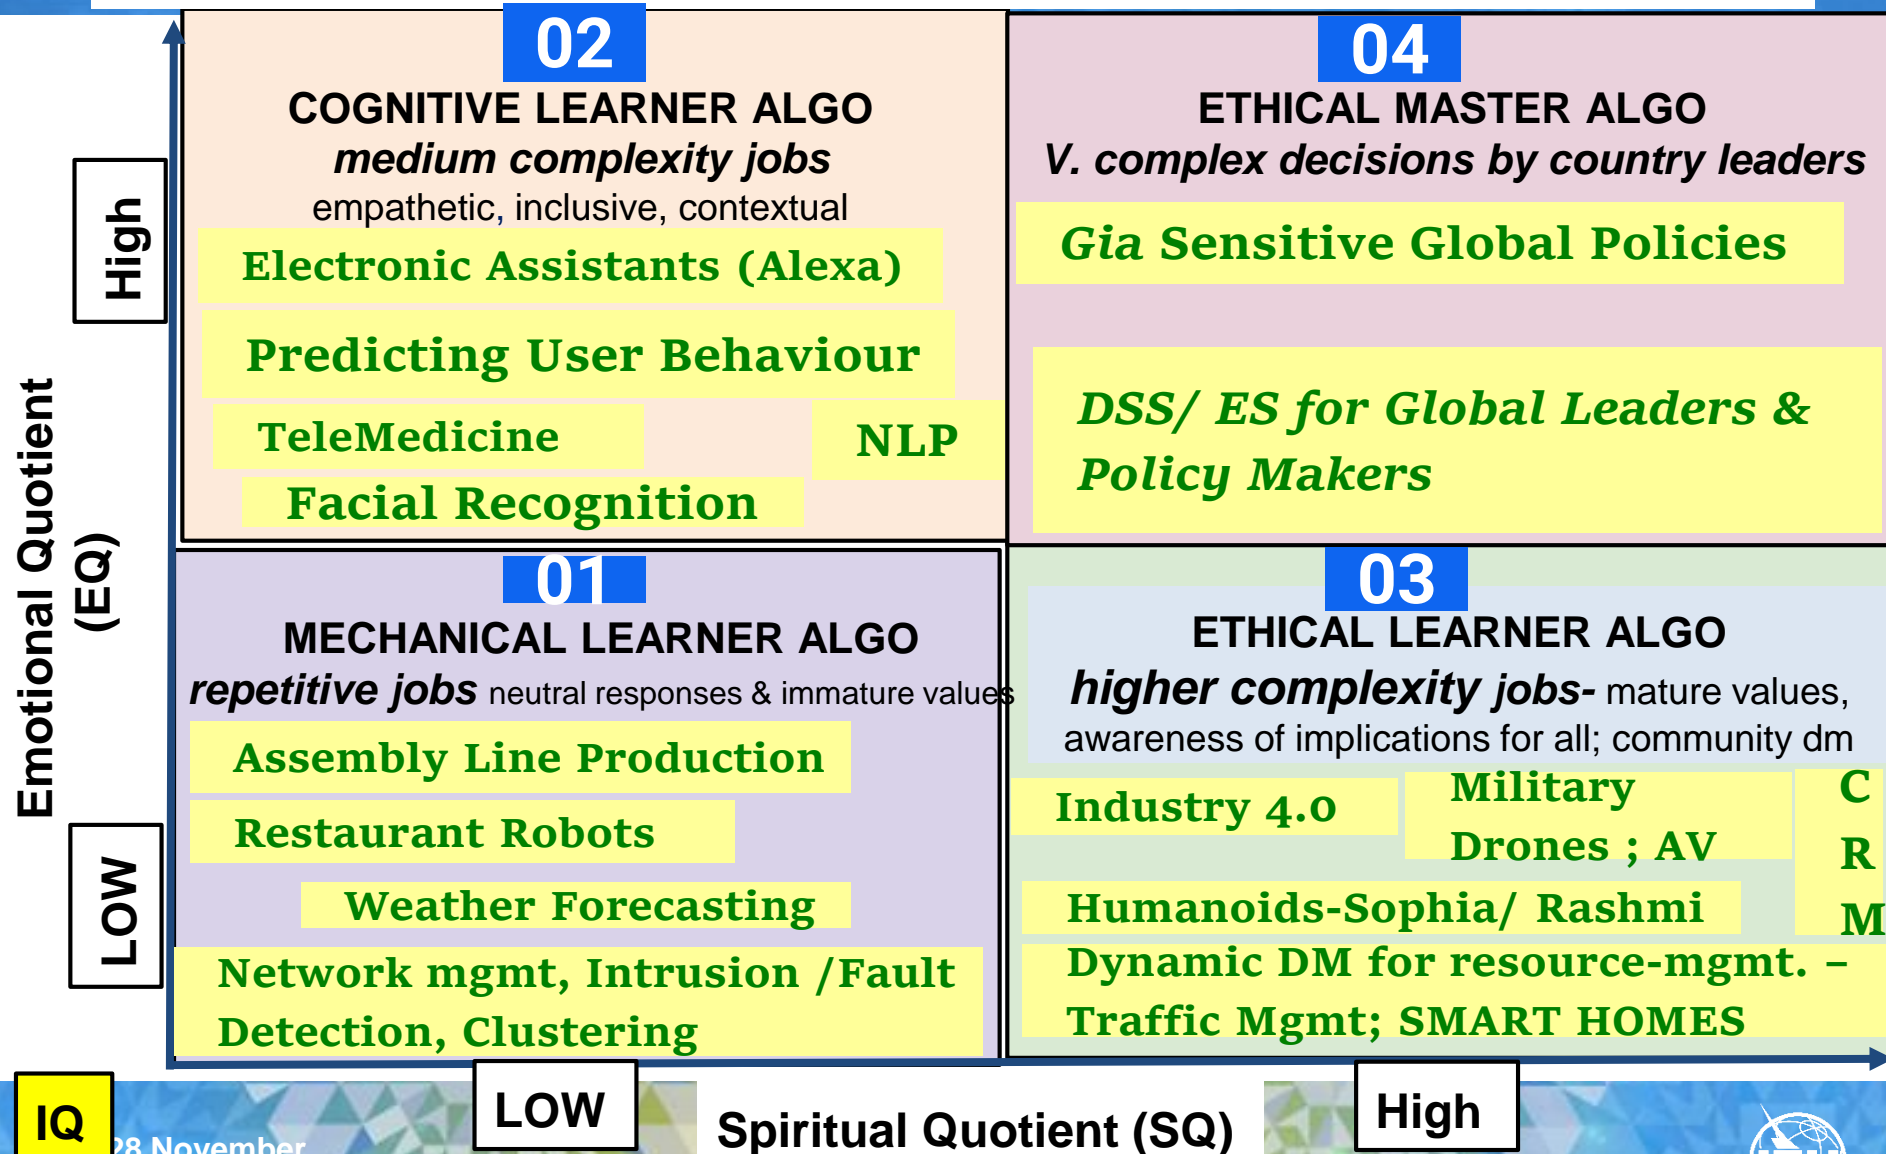 02
COGNITIVE LEARNER ALGO
medium complexity jobs
empathetic, inclusive, contextual
Electronic Assistants (Alexa)
Predicting User Behaviour
TeleMedicine
NLP
Facial Recognition
04
ETHICAL MASTER ALGO
V. complex decisions by country leaders
Gia Sensitive Global Policies
DSS/ ES for Global Leaders &
Policy Makers
High
Emotional Quotient
(EQ)
LOW
01
MECHANICAL LEARNER ALGO
repetitive jobs neutral responses & immature values
Assembly Line Production
Restaurant Robots
Weather Forecasting
Network mgmt, Intrusion /Fault
Detection, Clustering
03
ETHICAL LEARNER ALGO
higher complexity jobs- mature values,
awareness of implications for all; community dm
Industry 4.0
Military
Drones ; AV
C
R
M
Humanoids-Sophia/ Rashmi
Dynamic DM for resource-mgmt. –
Traffic Mgmt; SMART HOMES
IQ
28 November
LOW
Spiritual Quotient (SQ)
High